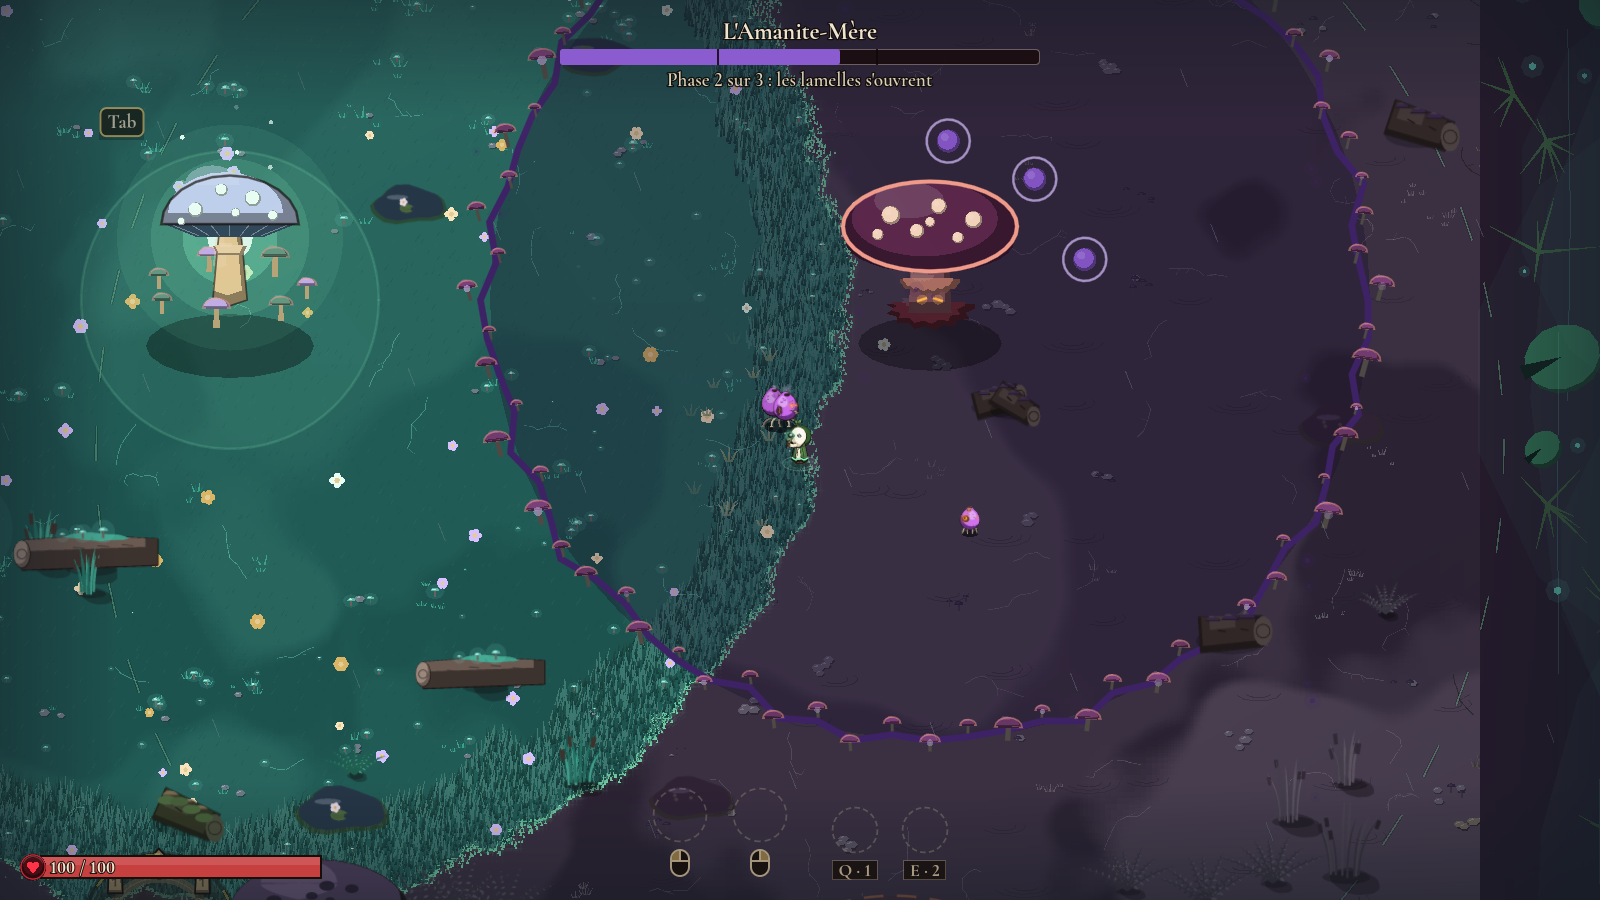 L'Amanite-Mère
Phase 2 sur 3 : les lamelles s'ouvrent
Tab
100 / 100
Q · 1
E · 2